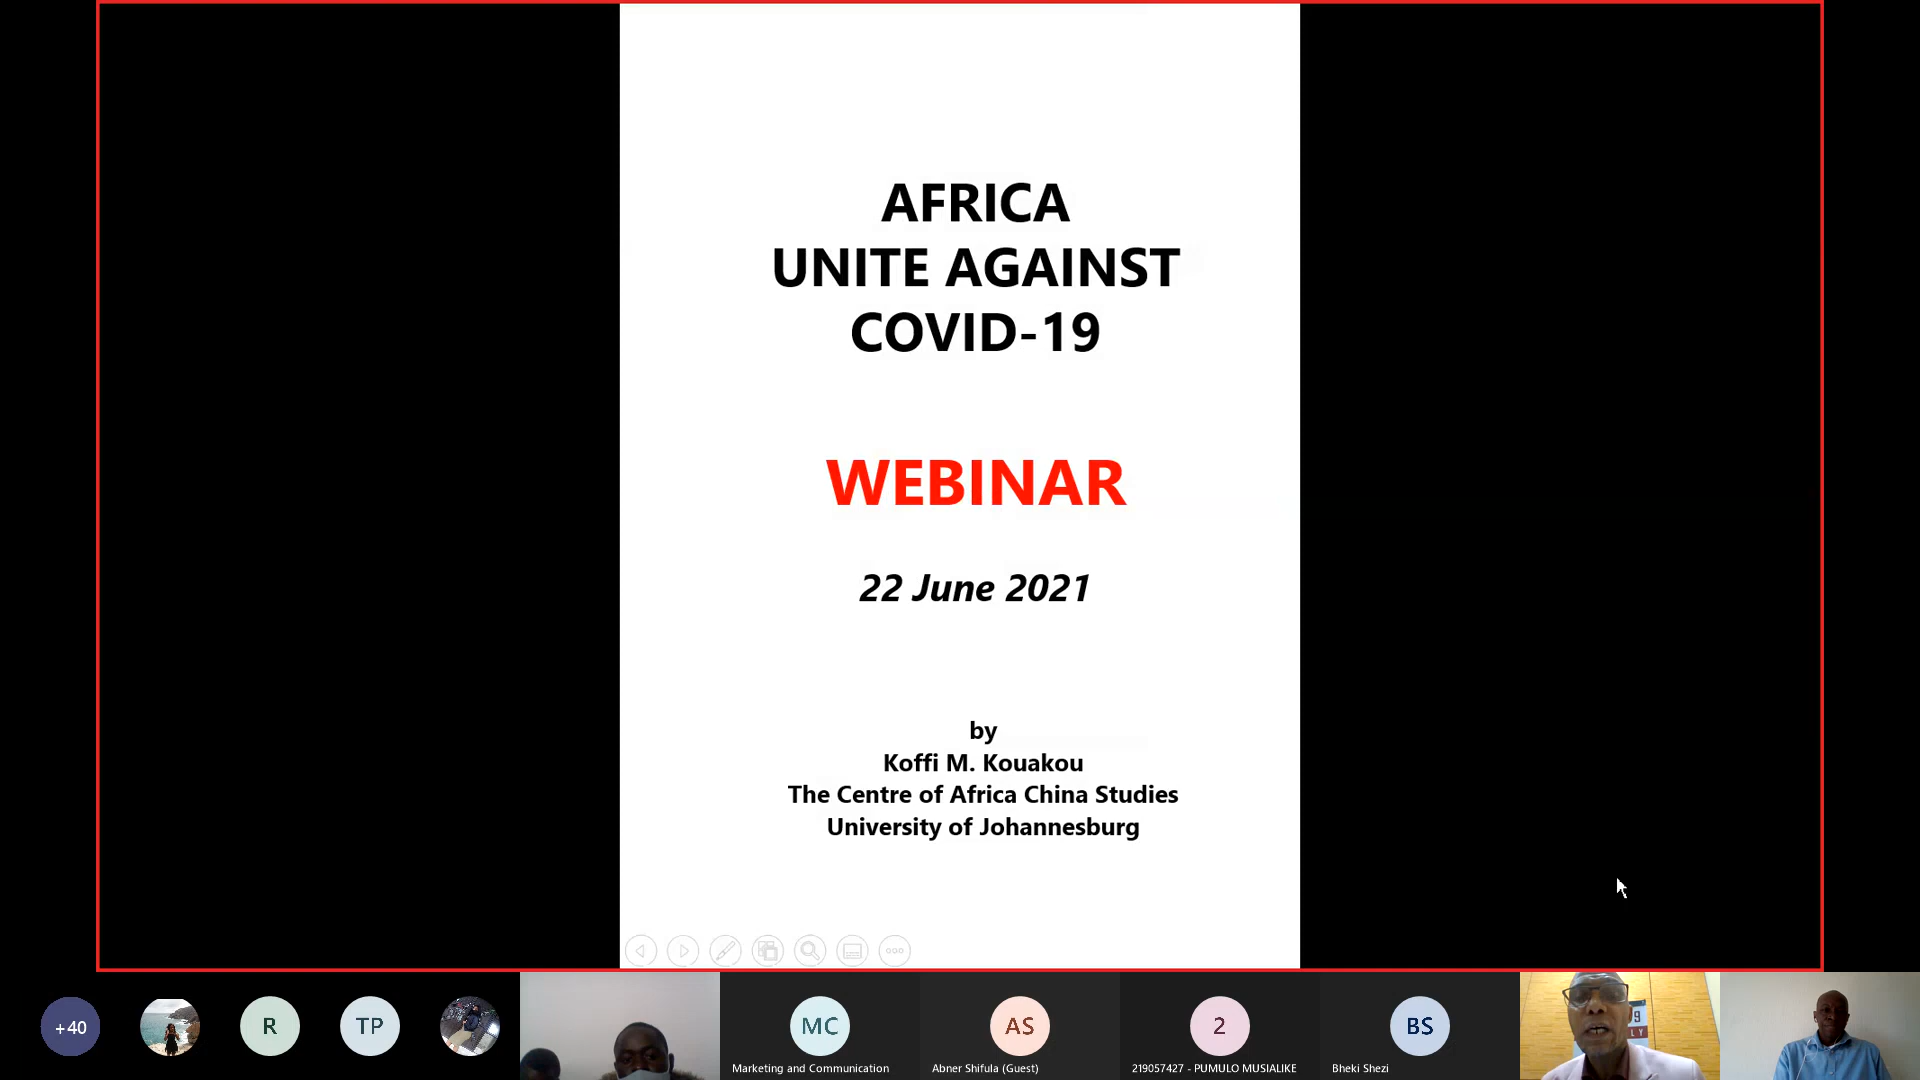 AFRICA
UNITE AGAINST
COVID-19
WEBINAR
22 June 2021
by
Koffi M. Kouakou
The Centre of Africa China Studies
University of Johannesburg
+40
R
TP
MC
AS
2
BS
Marketing and Communication
Abner Shifula (Guest)
219057427 - PUMULO MUSIALIKE
Bheki Shezi